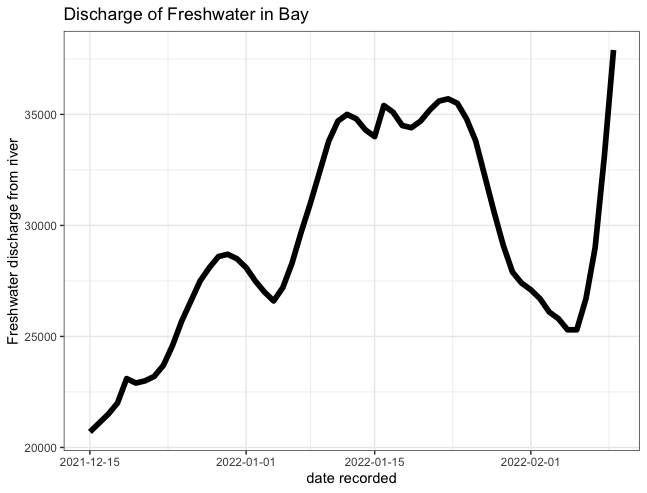 Discharge of Freshwater in Bay
Freshwater discharge from river
35000
30000
25000
20000
2021-12-15
2022-01-01
2022-01-15
2022-02-01
date recorded